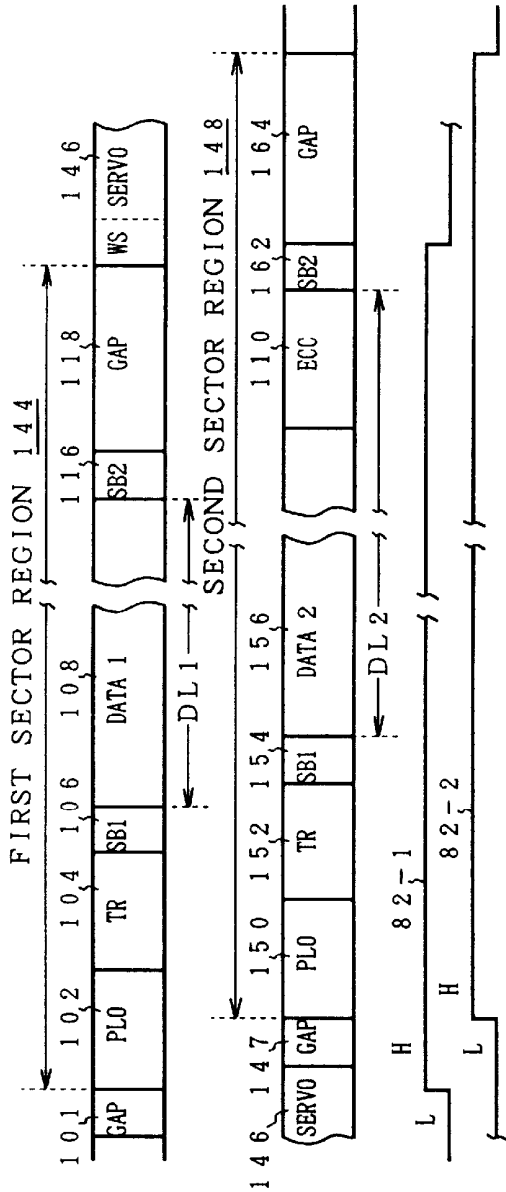 FIRST SECTOR REGION 144
101 102 104 106 108 116 118 146
GAP PLO TR SB1 DATA 1 SB2 GAP WS SERVO
DL1
SECOND SECTOR REGION 148
146 147 150 152 154 156 110 162 164
SERVO GAP PLO TR SB1 DATA 2 ECC SB2 GAP
DL2
L H 82-1
L H 82-2